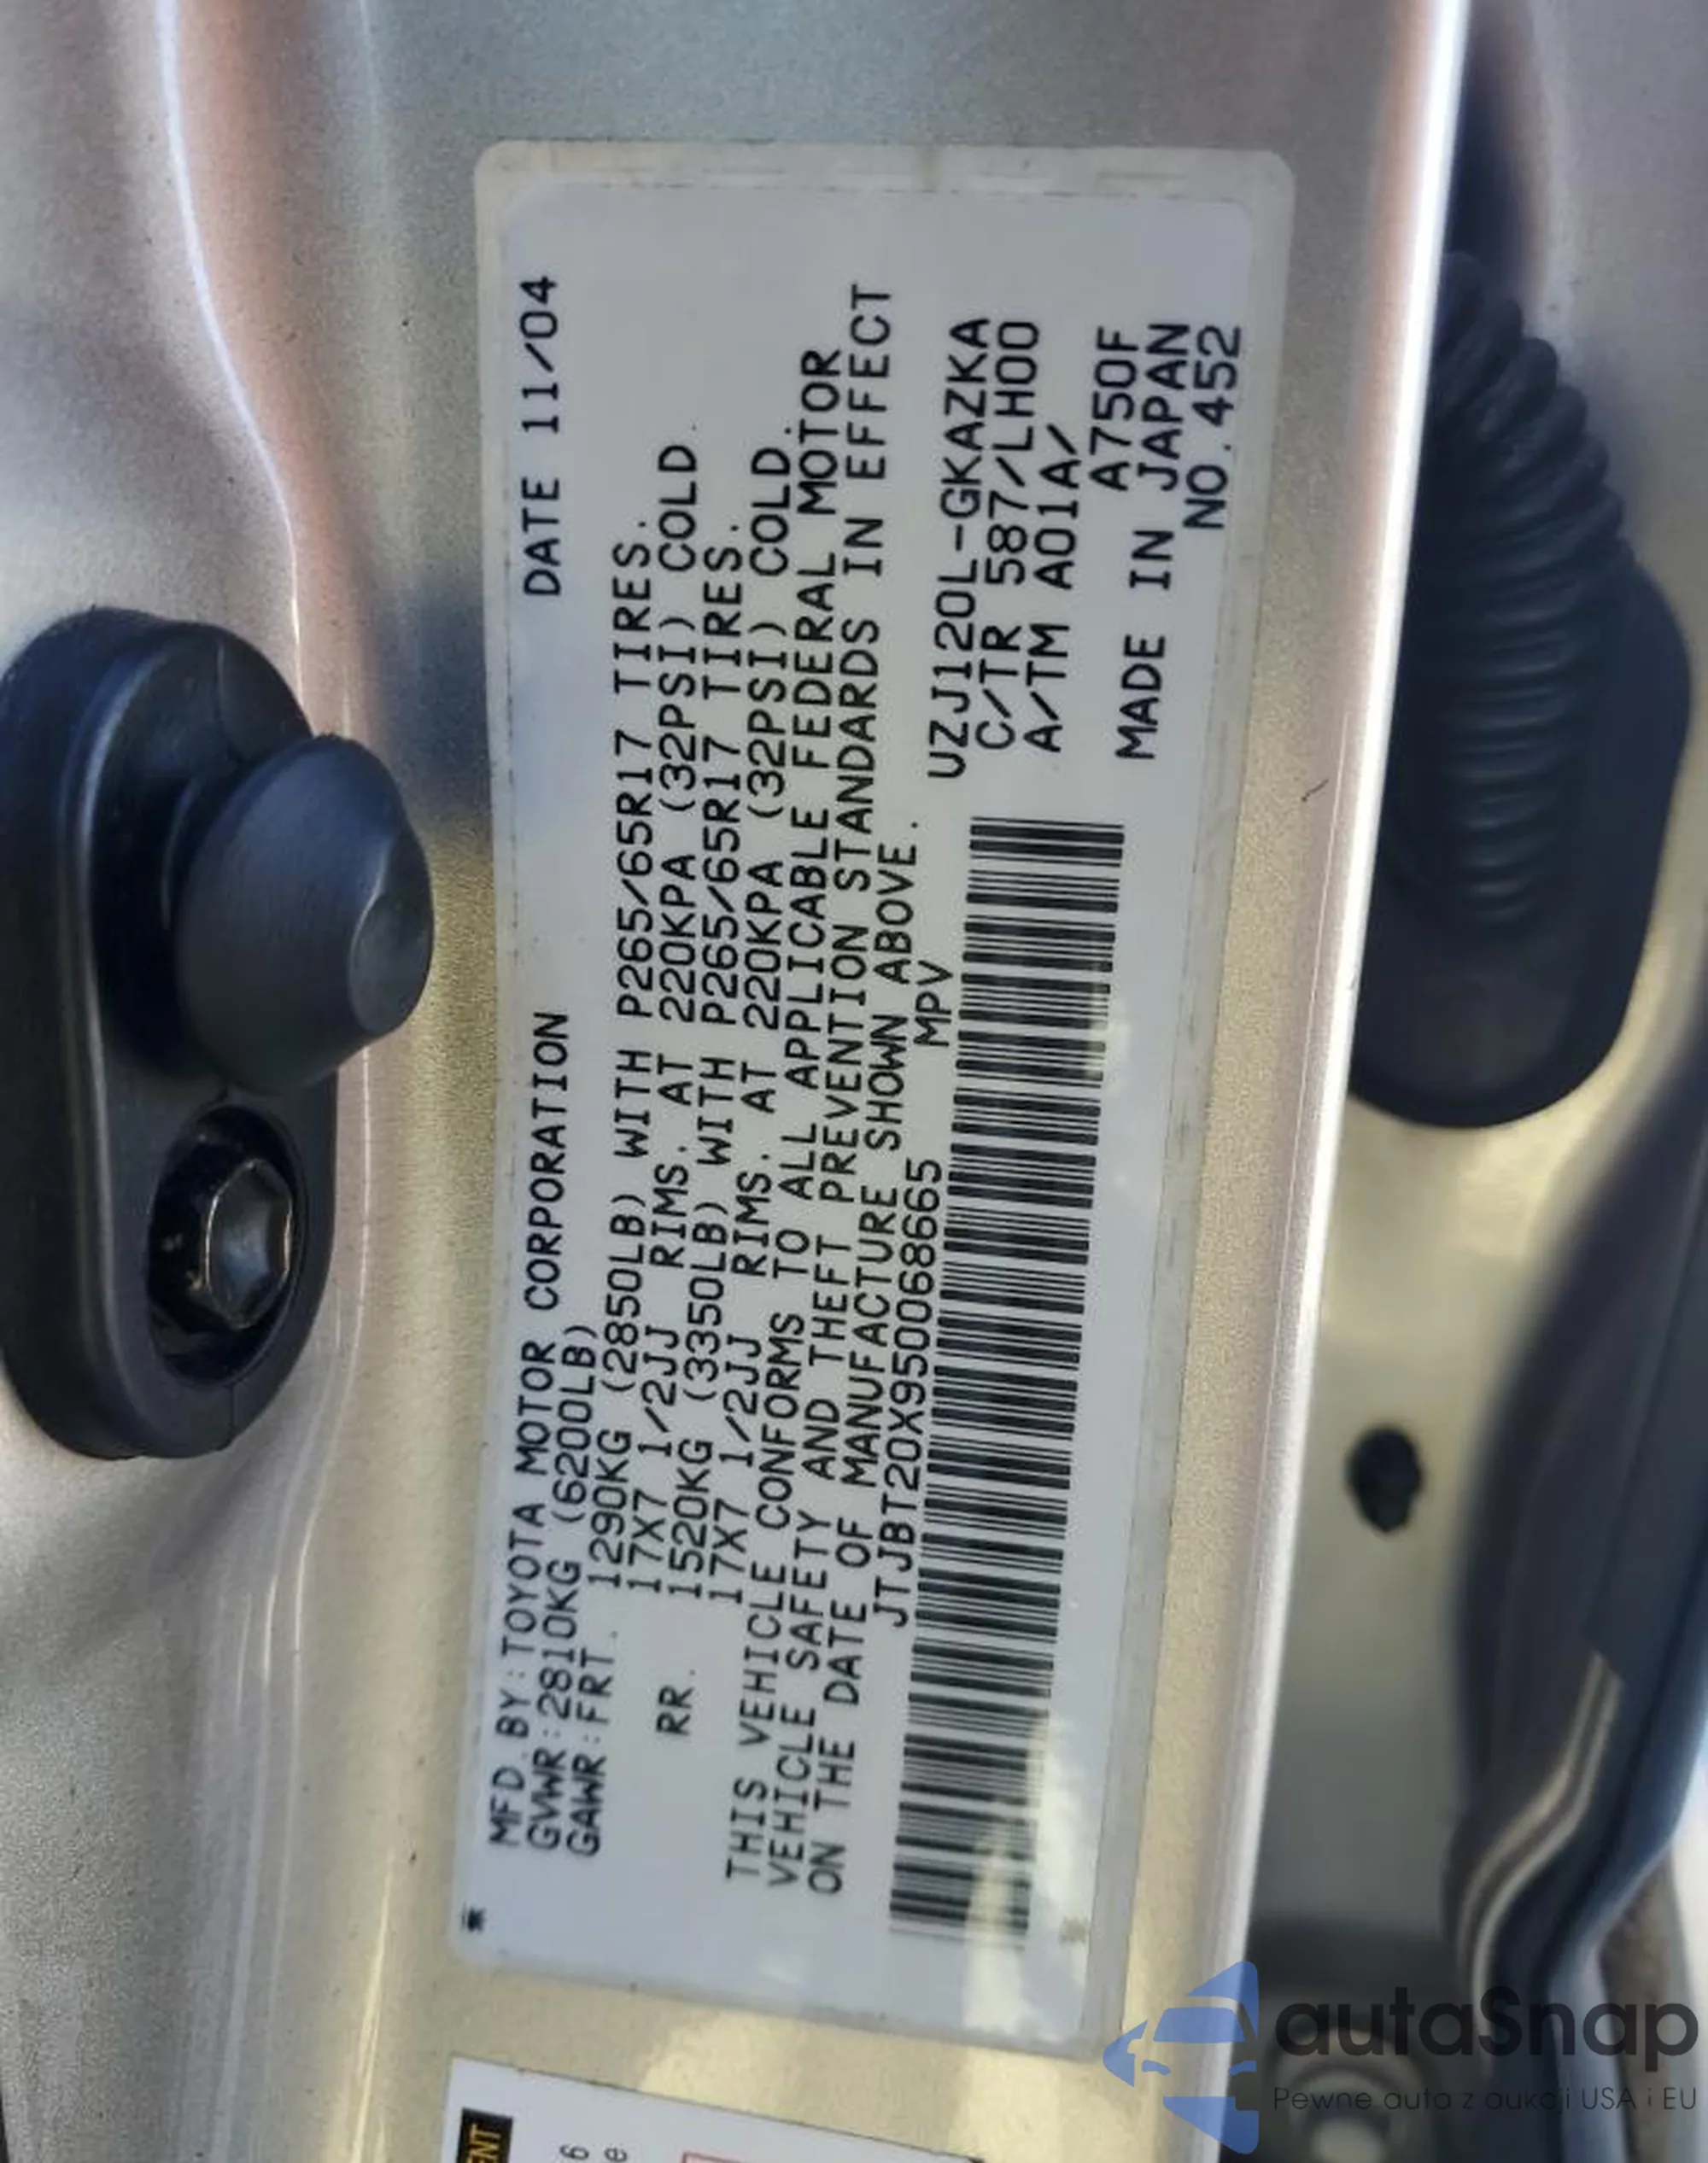 MFD.BY:TOYOTA MOTOR CORPORATION DATE 11/04
GVWR:2810KG (6200LB)
GAWR:FRT. 1290KG (2850LB) WITH P265/65R17 TIRES.
17X7 1/2JJ RIMS. AT 220KPA (32PSI) COLD.
RR. 1520KG (3350LB) WITH P265/65R17 TIRES.
17X7 1/2JJ RIMS. AT 220KPA (32PSI) COLD.
THIS VEHICLE CONFORMS TO ALL APPLICABLE FEDERAL MOTOR
VEHICLE SAFETY AND THEFT PREVENTION STANDARDS IN EFFECT
ON THE DATE OF MANUFACTURE SHOWN ABOVE.
JTJBT20X950068665 MPV
UZJ120L-GKAZKA
C/TR 587/LH00
A/TM A01A/
A750F
MADE IN JAPAN
NO.452
ENT
6
e
autaSnap
Pewne auta z aukcji USA i EU